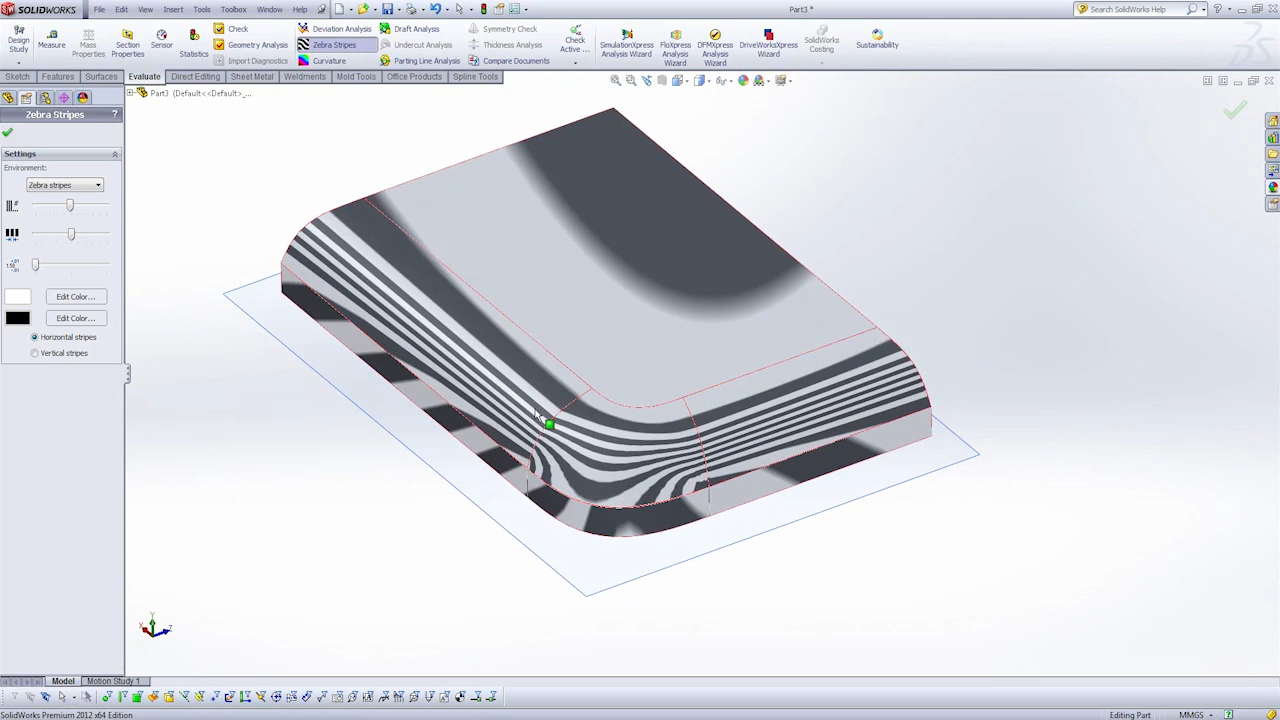 SOLIDWORKS File Edit View Insert Tools Toolbox Window Help Part3 * Search SolidWorks Help
Design Study
Measure
Mass Properties
Section Properties
Sensor
Statistics
Check
Geometry Analysis
Import Diagnostics
Deviation Analysis
Zebra Stripes
Curvature
Draft Analysis
Undercut Analysis
Parting Line Analysis
Symmetry Check
Thickness Analysis
Compare Documents
Check Active ...
SimulationXpress Analysis Wizard
FloXpress Analysis Wizard
DFMXpress Analysis Wizard
DriveWorksXpress Wizard
SolidWorks Costing
Sustainability
Sketch Features Surfaces Evaluate Direct Editing Sheet Metal Weldments Mold Tools Office Products Spline Tools
Part3 (Default<<Default>_...
Zebra Stripes ?
Settings
Environment:
Zebra stripes
Edit Color...
Edit Color...
Horizontal stripes
Vertical stripes
Y
X
Z
Model Motion Study 1
SolidWorks Premium 2012 x64 Edition Editing Part MMGS